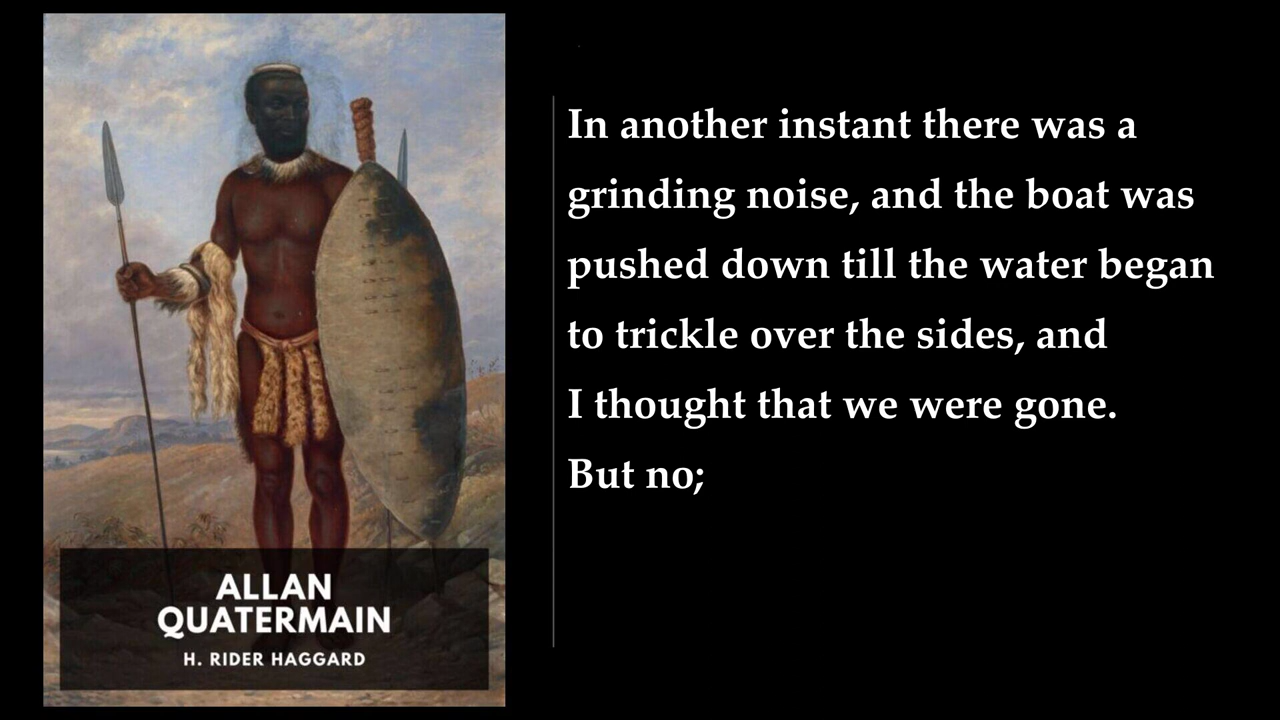 ALLAN
QUATERMAIN
H. RIDER HAGGARD
In another instant there was a
grinding noise, and the boat was
pushed down till the water began
to trickle over the sides, and
I thought that we were gone.
But no;